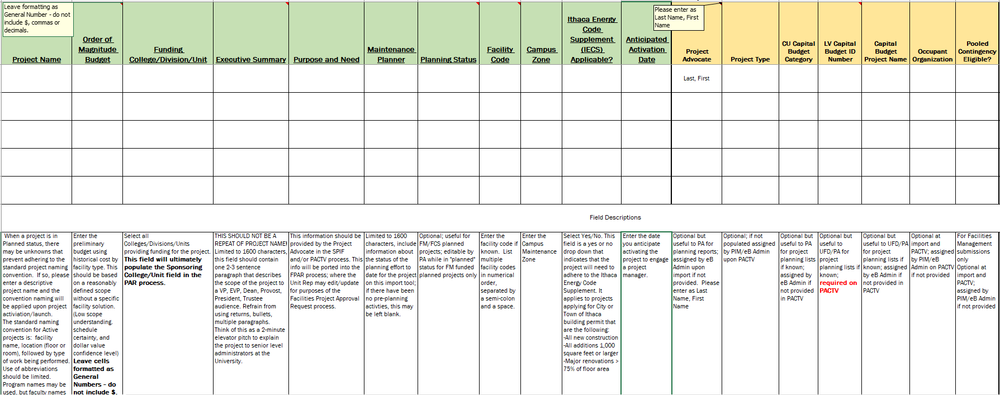 Leave formatting as
General Number - do not
include $, commas or
decimals.
Please enter as
Last Name, First
Name
Project Name
Order of
Magnitude
Budget
Funding
College/Division/Unit
Executive Summary
Purpose and Need
Maintenance
Planner
Planning Status
Facility
Code
Campus
Zone
Ithaca Energy
Code
Supplement
(IECS)
Applicable?
Anticipated
Activation
Date
Project
Advocate
Project Type
CU Capital
Budget
Category
LV Capital
Budget ID
Number
Capital
Budget
Project Name
Occupant
Organization
Pooled
Contingency
Eligible?
Last, First
Field Descriptions
When a project is in
Planned status, there
may be unknowns that
prevent adhering to the
standard project naming
convention.  If so, please
enter a descriptive
project name and the
convention naming will
be applied upon project
activiation/launch.
The standard naming
convention for Active
projects is:  facility
name, location (floor or
room), followed by type
of work being performed.
Use of abbreviations
should be limited.
Program names may be
used, but faculty names
Enter the
preliminary
budget using
historical cost by
facility type. This
should be based
on a reasonably
defined scope
without a specific
facility solution.
(Low scope
understanding.
schedule
certainty, and
dollar value
confidence level)
Leave cells
formatted as
General
Numbers - do
not include $,
Select all
Colleges/Divisions/Units
providing funding for the project.
This field will ultimately
populate the Sponsoring
College/Unit field in the
PAR process.
THIS SHOULD NOT BE A
REPEAT OF PROJECT NAME!
Limited to 1600 characters,
this field should contain
one 2-3 sentence
paragraph that describes
the scope of the project to
a VP, EVP, Dean, Provost,
President, Trustee
audience. Refrain from
using returns, bullets,
multiple paragraphs.
Think of this as a 2-minute
elevator pitch to explain
the project to senior level
administrators at the
University.
This information should be
provided by the Project
Advocate in the SPIF
and/or PACTV process. This
info will be ported into the
FPAR process; where the
Unit Rep may edit/update
for purposes of the
Facilities Project Approval
Request process.
Limited to 1600
characters, include
information about
the status of the
planning effort to
date for the project
on this import tool;
if there have been
no pre-planning
activties, this may
be left blank.
Optional; useful for
FM/FCS planned
projects; editable by
PA while in "planned"
status for FM funded
planned projects only
Enter the
facility code if
known.  List
multiple
facility codes
in numerical
order,
separated by
a semi-colon
and a space.
Enter the
Campus
Maintenance
Zone
Select Yes/No. This
field is a yes or no
drop down that
indicates that the
project will need to
adhere to the Ithaca
Energy Code
Supplement. It
applies to projects
applying for City or
Town of Ithaca
building permit that
are the following:
-All new construction
-All additions 1,000
square feet or larger
-Major renovations >
75% of floor area
Enter the date
you anticipate
activating the
project to engage
a project
manager.
Optional but
useful to PA for
planning reports;
assigned by eB
Admin upon
import if not
provided.  Please
enter as Last
Name, First
Name
Optional; if not
populated assigned
by PIM/eB Admin
upon PACTV
Optional but
useful to PA
for project
planning lists
if known;
assigned by
eB Admin if
not provided
in PACTV
Optional but
useful to
UFD/PA for
project
planning lists if
known;
required on
PACTV
Optional but
useful to UFD/PA
for project
planning lists if
known; assigned
by eB Admin if
not provided in
PACTV
Optional at
import and
PACTV; assigned
by PIM/eB
Admin on PACTV
if not provided
For Facilities
Management
submissions
only
Optional at
import and
PACTV;
assigned by
PIM/eB Admin
if not provided